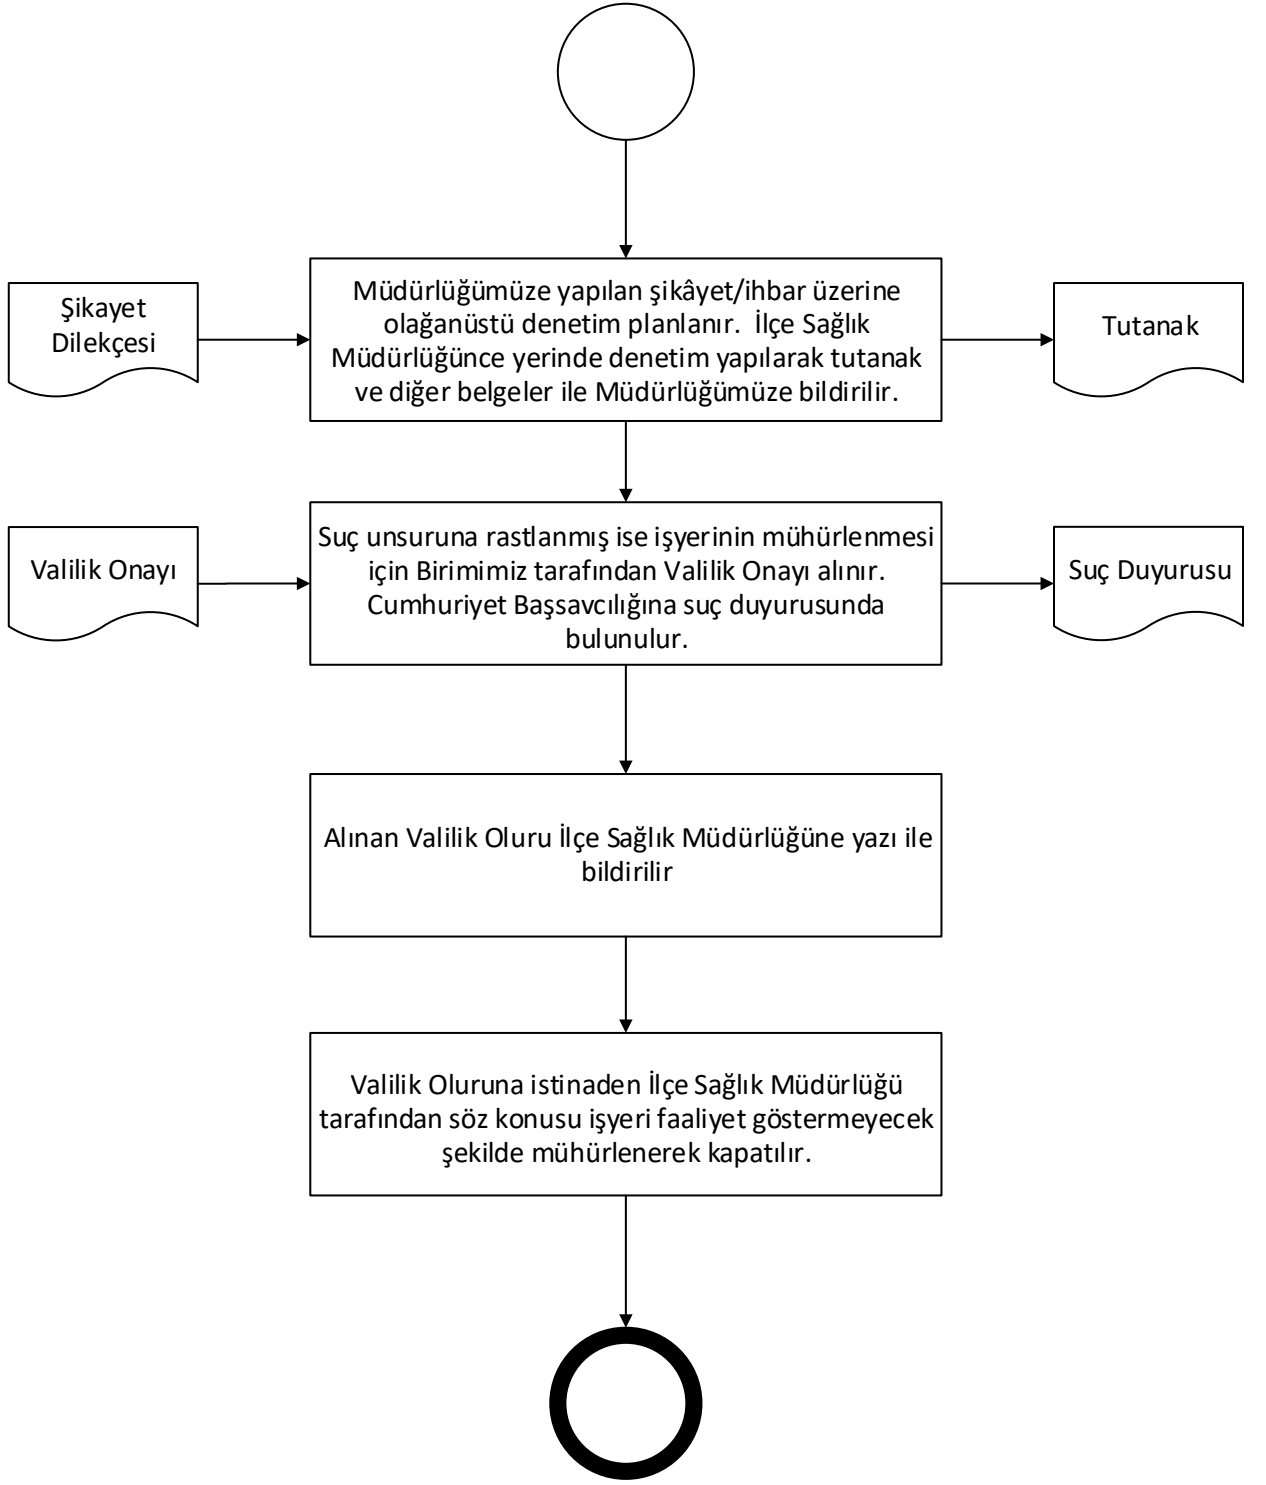 Şikayet
Dilekçesi
Müdürlüğümüze yapılan şikâyet/ihbar üzerine
olağanüstü denetim planlanır.  İlçe Sağlık
Müdürlüğünce yerinde denetim yapılarak tutanak
ve diğer belgeler ile Müdürlüğümüze bildirilir.
Tutanak
Valilik Onayı
Suç unsuruna rastlanmış ise işyerinin mühürlenmesi
için Birimimiz tarafından Valilik Onayı alınır.
Cumhuriyet Başsavcılığına suç duyurusunda
bulunulur.
Suç Duyurusu
Alınan Valilik Oluru İlçe Sağlık Müdürlüğüne yazı ile
bildirilir
Valilik Oluruna istinaden İlçe Sağlık Müdürlüğü
tarafından söz konusu işyeri faaliyet göstermeyecek
şekilde mühürlenerek kapatılır.